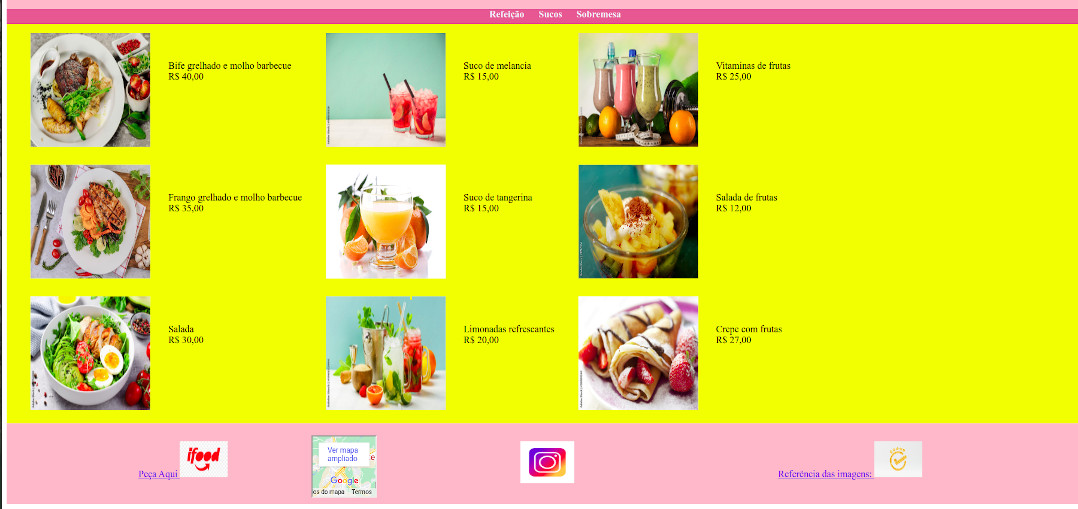 Refeição Sucos Sobremesa
Bife grelhado e molho barbecue
R$ 40,00
Suco de melancia
R$ 15,00
Vitaminas de frutas
R$ 25,00
Frango grelhado e molho barbecue
R$ 35,00
Suco de tangerina
R$ 15,00
Salada de frutas
R$ 12,00
Salada
R$ 30,00
Limonadas refrescantes
R$ 20,00
Crepe com frutas
R$ 27,00
Peça Aqui
ifood
Ver mapa
ampliado
Google
os do mapa Termos
Referência das imagens: